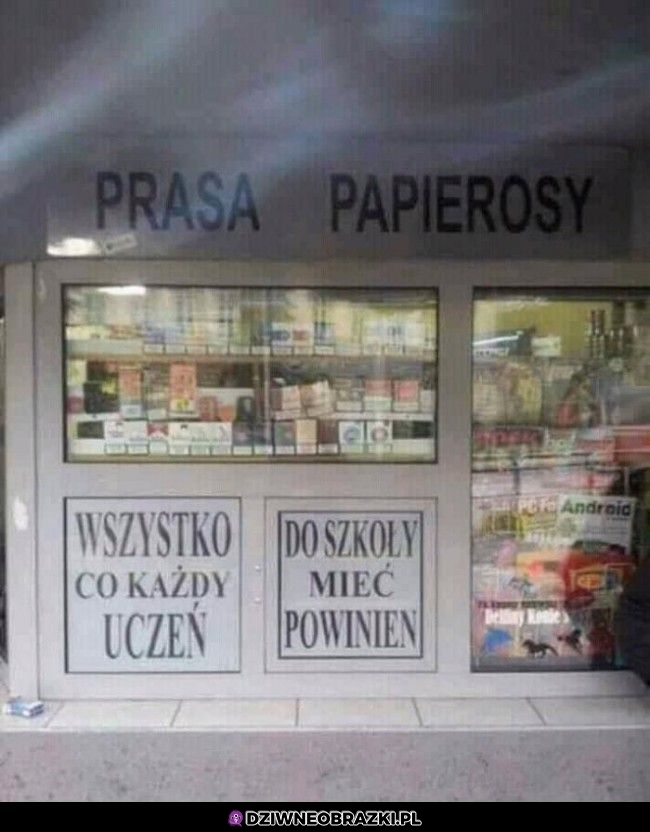 PRASA PAPIEROSY
WSZYSTKO
CO KAŻDY
UCZEŃ
DO SZKOŁY
MIEĆ
POWINIEN
Android
DZIWNEOBRAZKI.PL